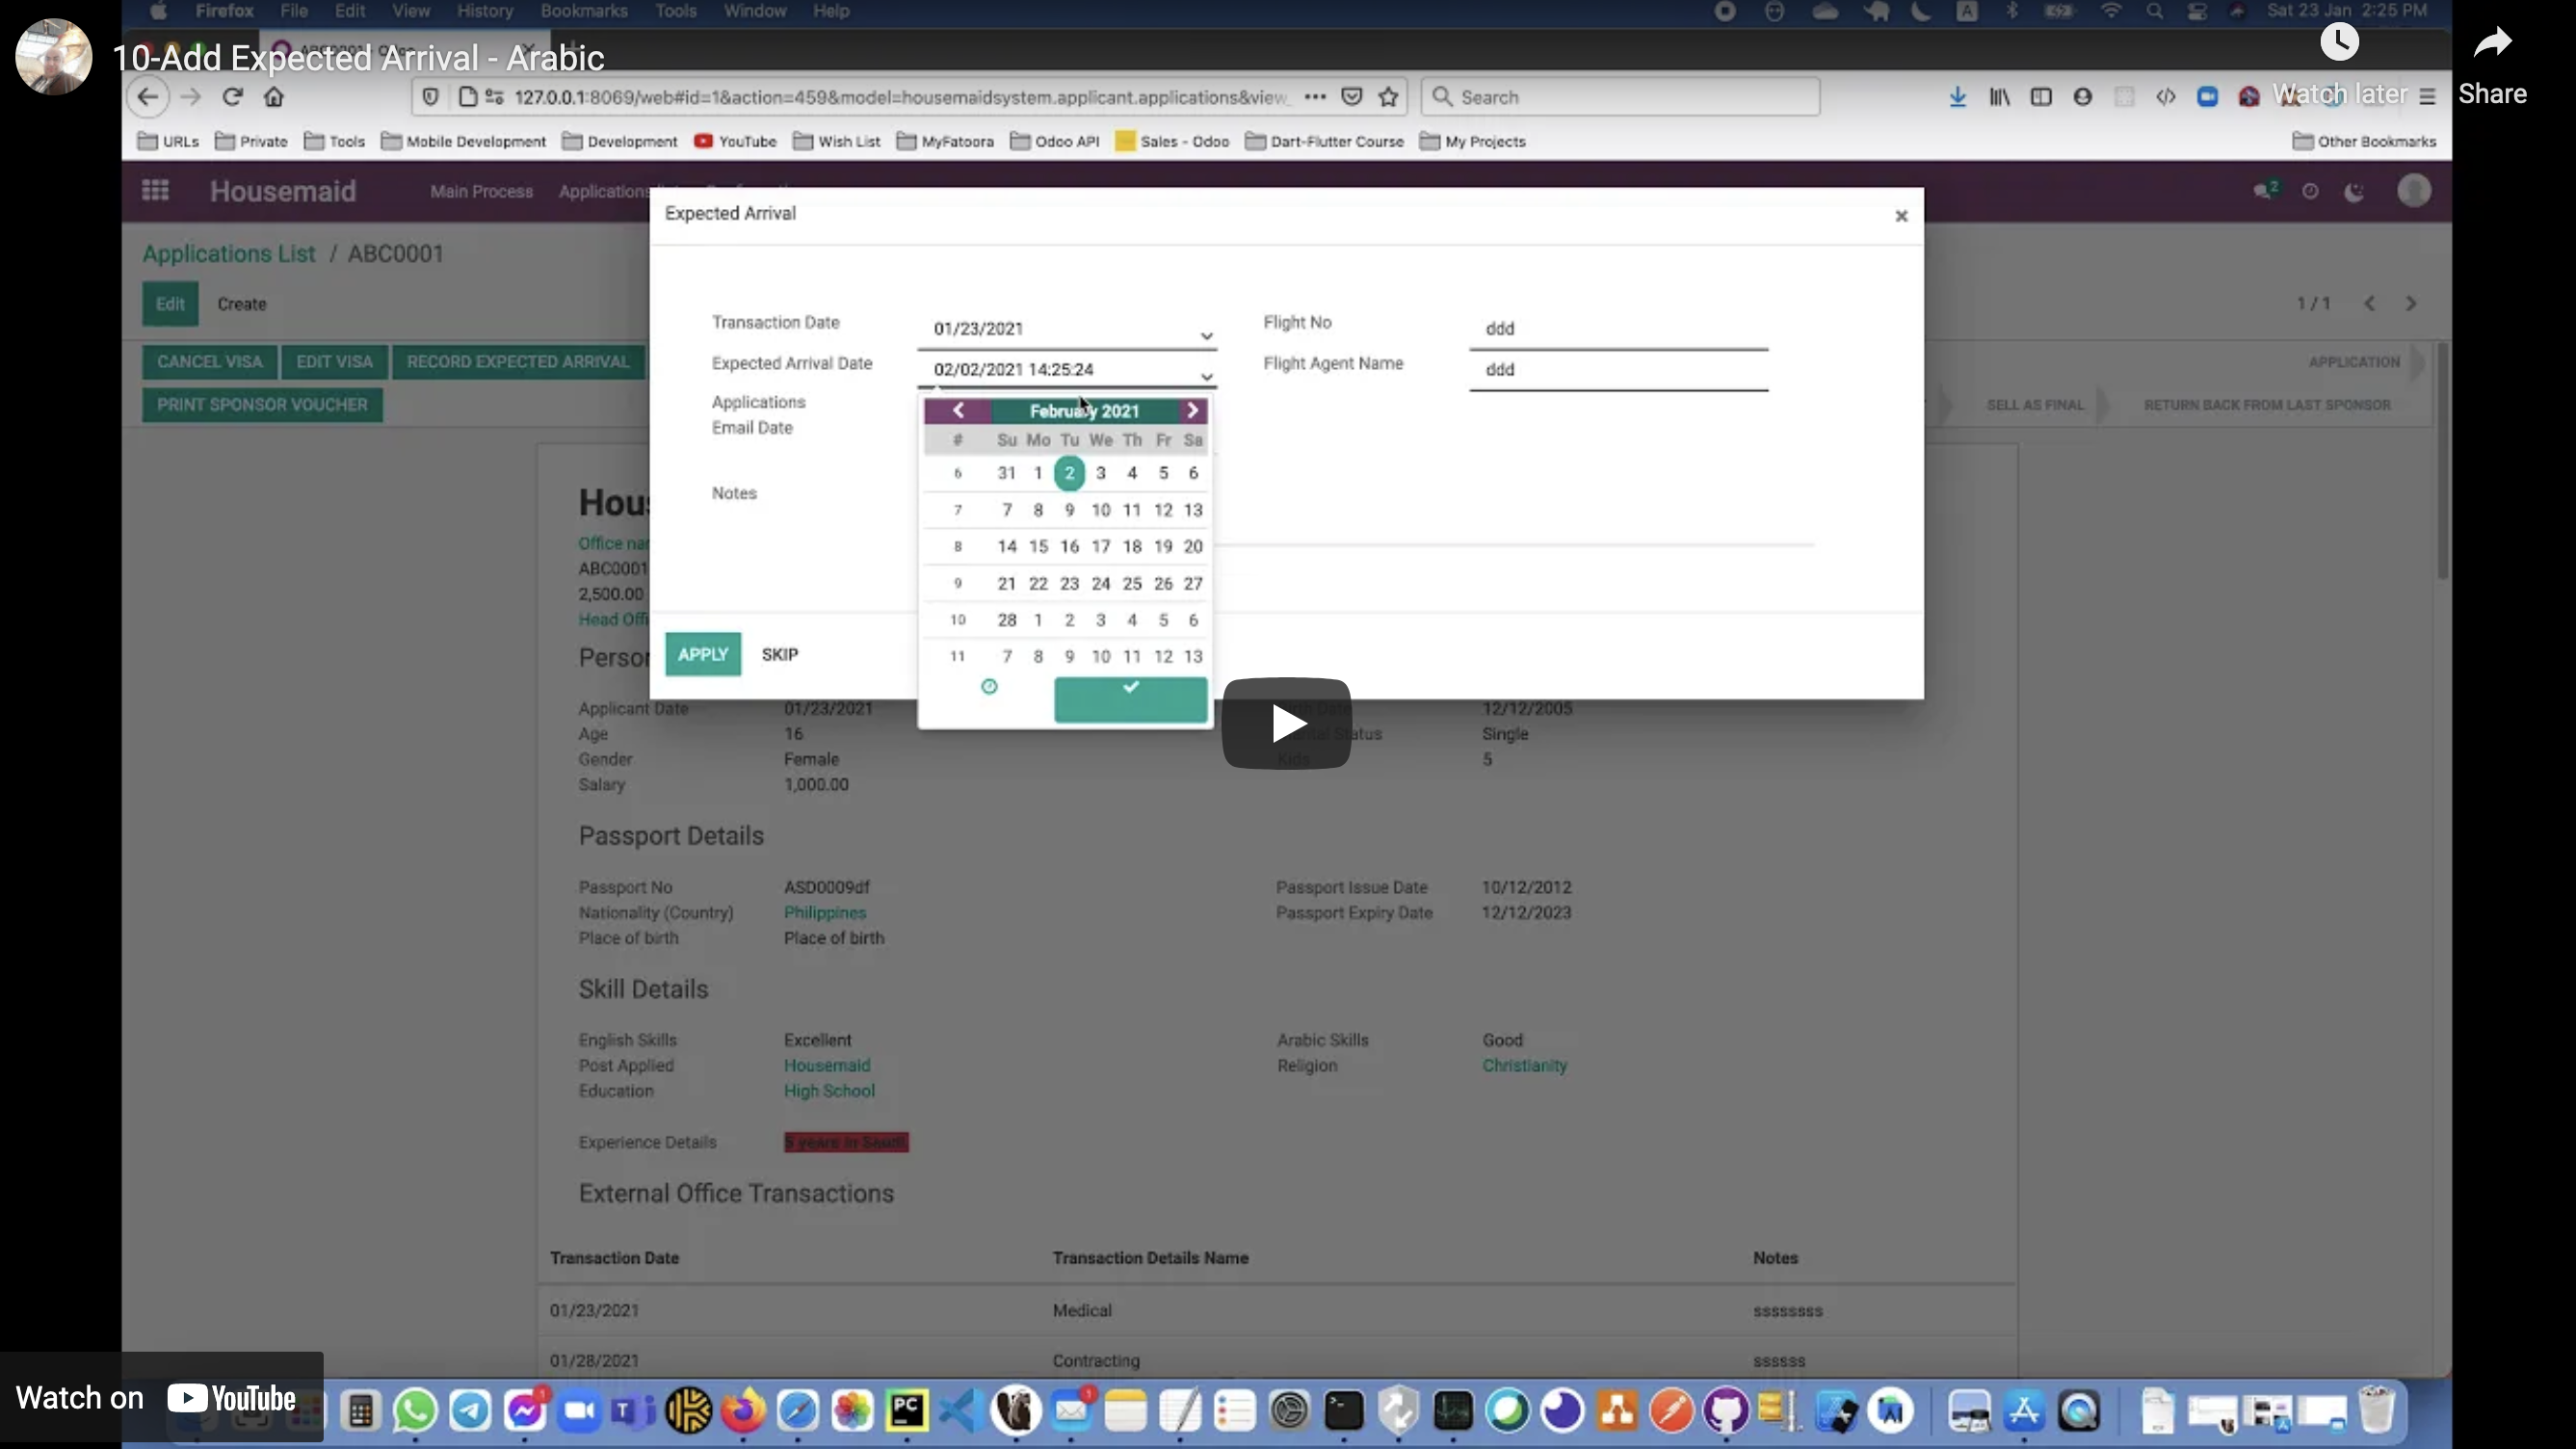 Firefox File Edit View History Bookmarks Tools Window Help Sat 23 Jan 2:25 PM
10-Add Expected Arrival - Arabic
127.0.0.1:8069/web#id=1&action=459&model=housemaidsystem.applicant.applications&view_ Search
Watch later Share
URLs Private Tools Mobile Development Development YouTube Wish List MyFatoora Odoo API Sales - Odoo Dart-Flutter Course My Projects Other Bookmarks
Housemaid Main Process Applications 2
Expected Arrival
Applications List / ABC0001
Edit Create 1 / 1
Transaction Date 01/23/2021 Flight No ddd
CANCEL VISA EDIT VISA RECORD EXPECTED ARRIVAL APPLICATION
Expected Arrival Date 02/02/2021 14:25:24 Flight Agent Name ddd
PRINT SPONSOR VOUCHER SELL AS FINAL RETURN BACK FROM LAST SPONSOR
Applications
Email Date
February 2021
# Su Mo Tu We Th Fr Sa
6 31 1 2 3 4 5 6
7 7 8 9 10 11 12 13
8 14 15 16 17 18 19 20
9 21 22 23 24 25 26 27
10 28 1 2 3 4 5 6
11 7 8 9 10 11 12 13
Notes
Hou
Office na
ABC0001
2,500.00
Head Offi
APPLY SKIP
Applicant Date 01/23/2021 12/12/2005
Age 16 Status Single
Gender Female Kids 5
Salary 1,000.00
Passport Details
Passport No ASD0009df Passport Issue Date 10/12/2012
Nationality (Country) Philippines Passport Expiry Date 12/12/2023
Place of birth Place of birth
Skill Details
English Skills Excellent Arabic Skills Good
Post Applied Housemaid Religion Christianity
Education High School
Experience Details 5 years in Saudi
External Office Transactions
Transaction Date Transaction Details Name Notes
01/23/2021 Medical ssssssss
01/28/2021 Contracting ssssss
Watch on YouTube